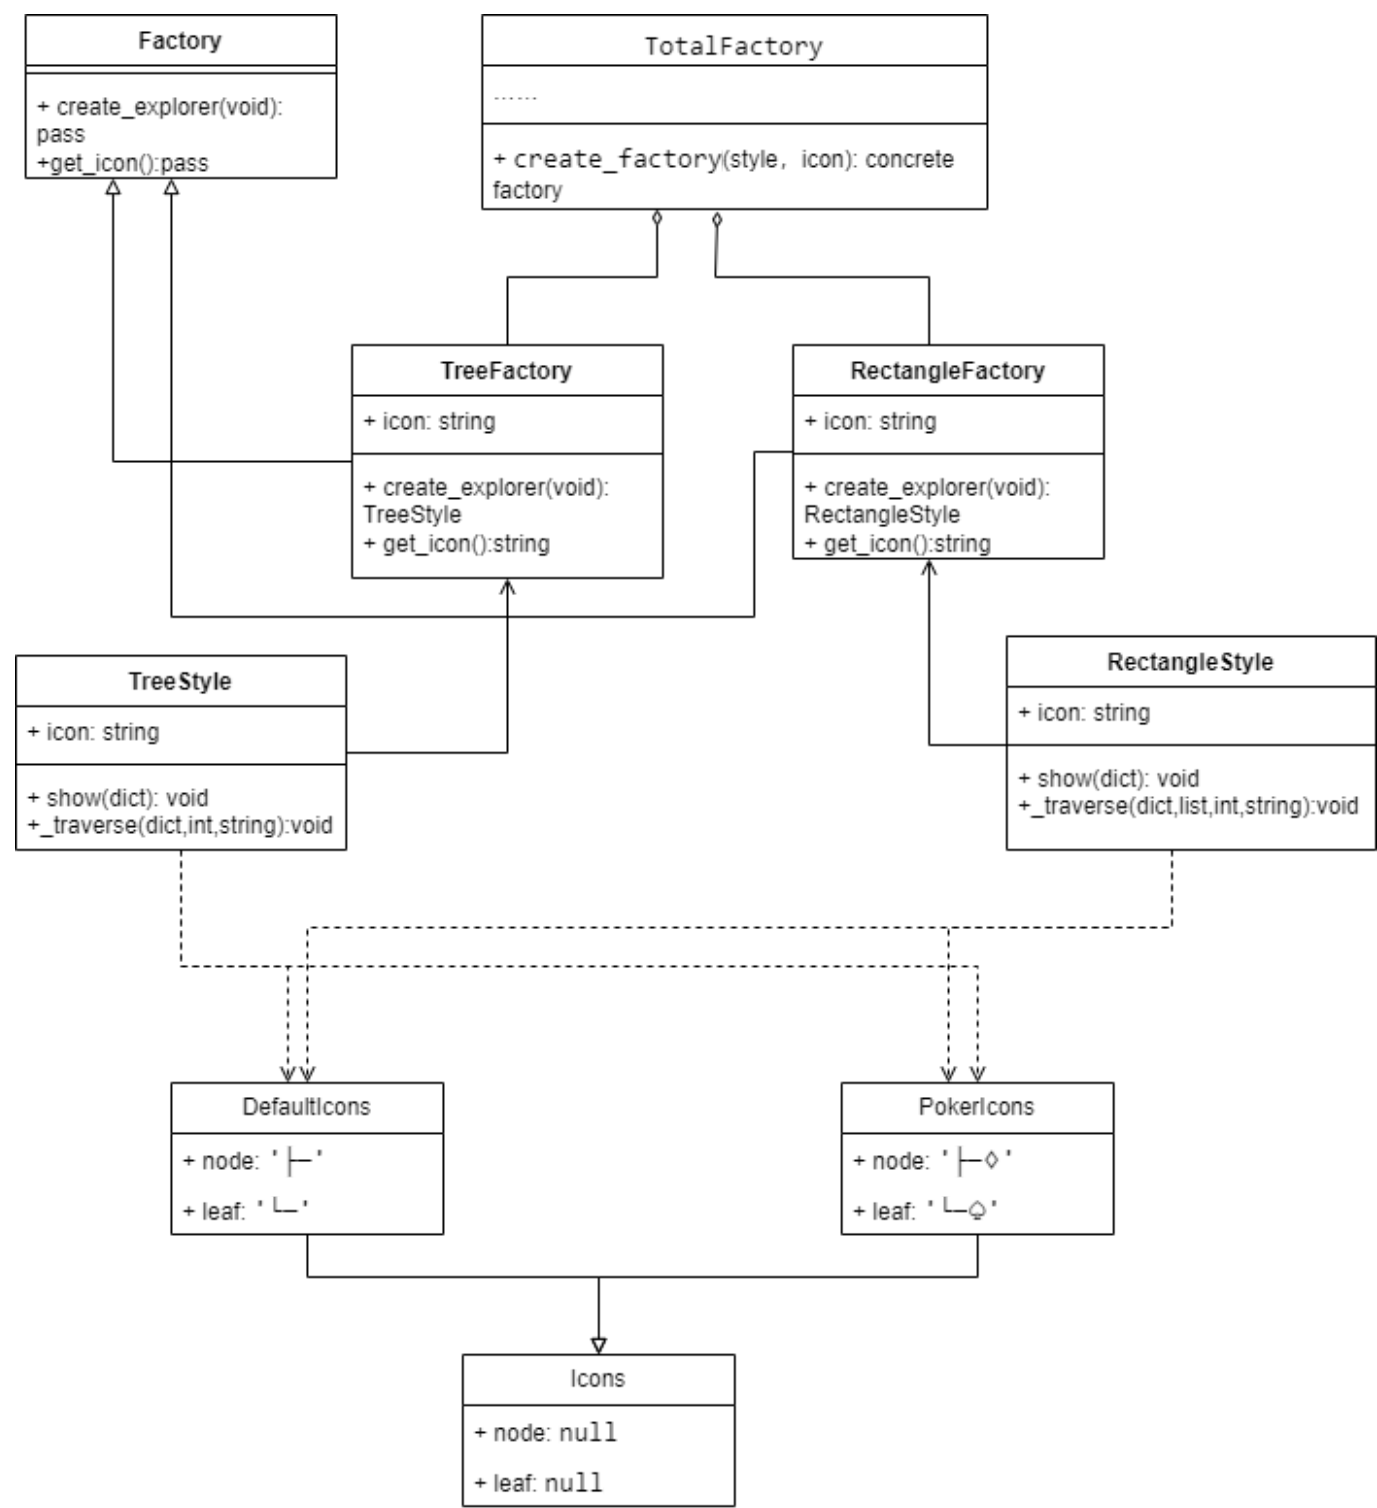 Factory
+ create_explorer(void):
pass
+get_icon():pass
TotalFactory
......
+ create_factory(style, icon): concrete
factory
TreeFactory
+ icon: string
+ create_explorer(void):
TreeStyle
+ get_icon():string
RectangleFactory
+ icon: string
+ create_explorer(void):
RectangleStyle
+ get_icon():string
TreeStyle
+ icon: string
+ show(dict): void
+_traverse(dict,int,string):void
RectangleStyle
+ icon: string
+ show(dict): void
+_traverse(dict,list,int,string):void
DefaultIcons
+ node: '├─'
+ leaf: '└─'
PokerIcons
+ node: '├─♢'
+ leaf: '└─♤'
Icons
+ node: null
+ leaf: null